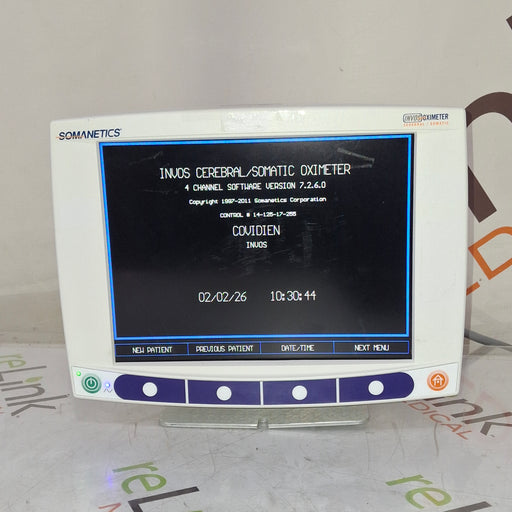 SOMANETICS
INVOS OXIMETER
CEREBRAL / SOMATIC
INVOS CEREBRAL/SOMATIC OXIMETER
4 CHANNEL SOFTWARE VERSION 7.2.6.0
Copyright 1997-2011 Somanetics Corporation
CONTROL # 14-125-17-255
COVIDIEN
INVOS
02/02/26 10:30:44
NEW PATIENT PREVIOUS PATIENT DATE/TIME NEXT MENU
reLink
MEDICAL
reLink